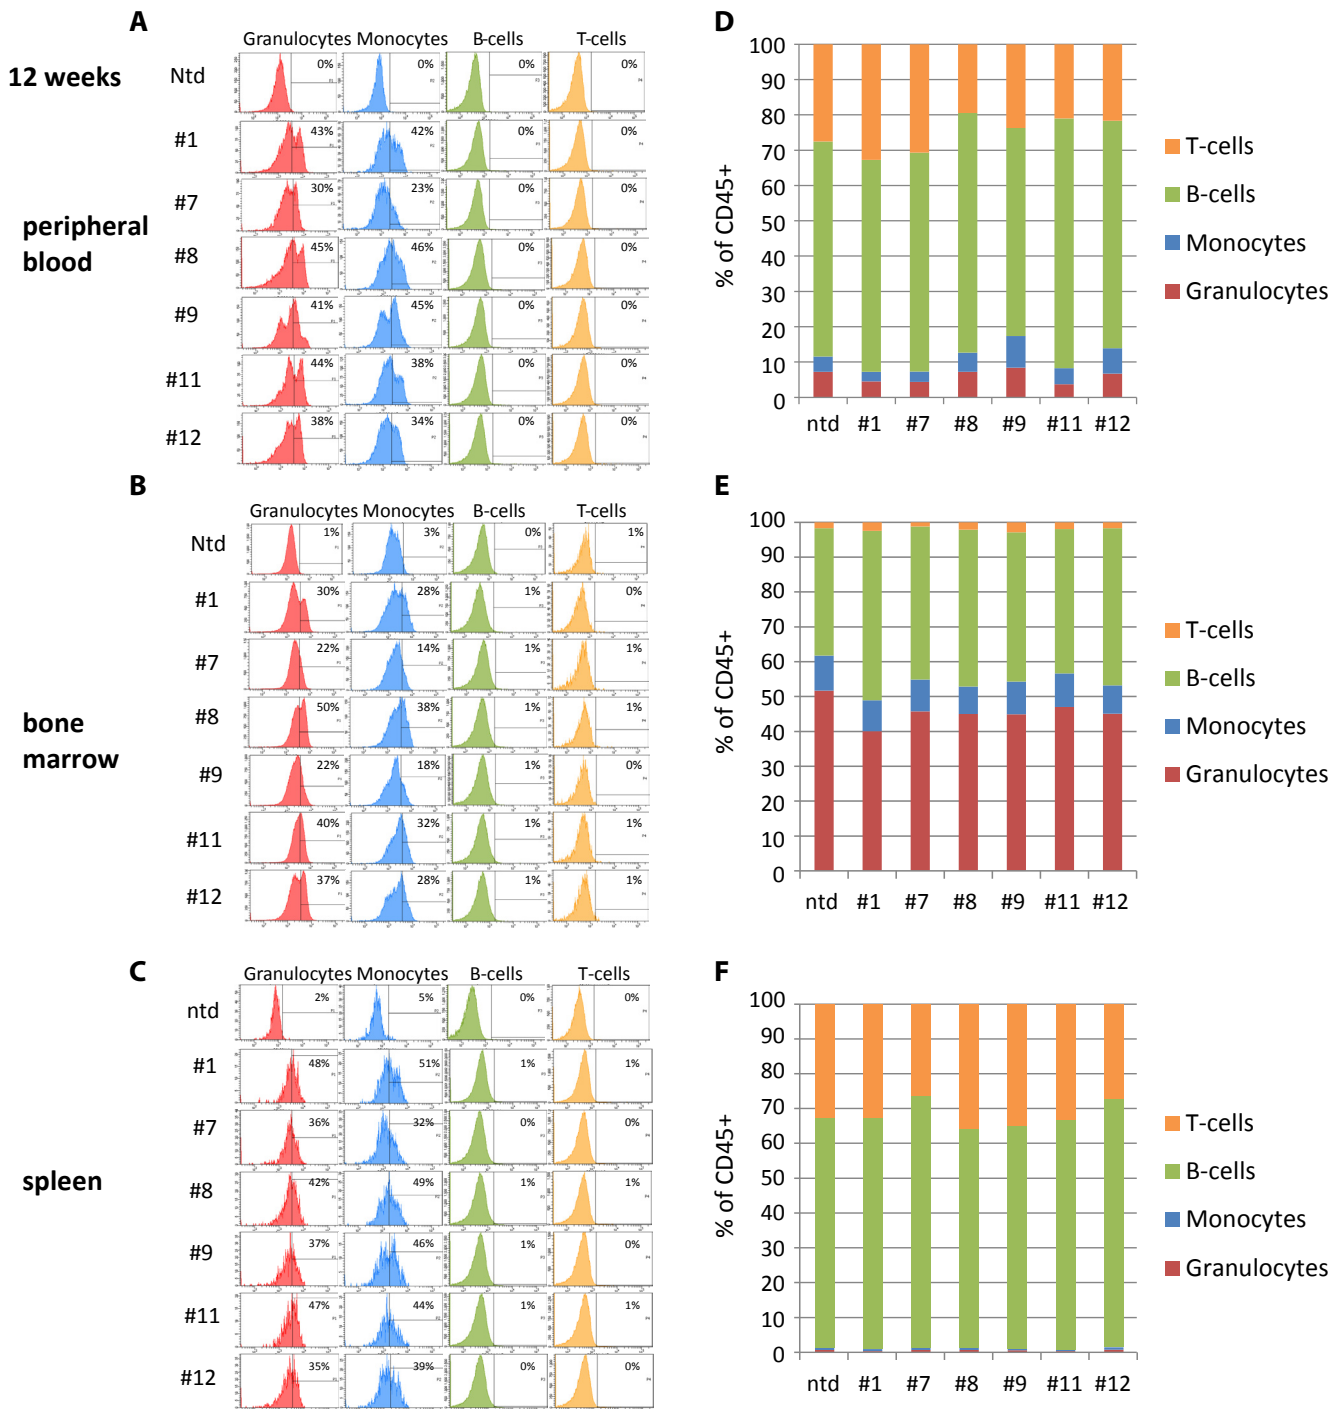 A
Granulocytes Monocytes B-cells T-cells
12 weeks
peripheral
blood
Ntd 0% 0% 0% 0%
#1 43% 42% 0% 0%
#7 30% 23% 0% 0%
#8 45% 46% 0% 0%
#9 41% 45% 0% 0%
#11 44% 38% 0% 0%
#12 38% 34% 0% 0%
D
% of CD45+
100
90
80
70
60
50
40
30
20
10
0
ntd #1 #7 #8 #9 #11 #12
T-cells
B-cells
Monocytes
Granulocytes
B
Granulocytes Monocytes B-cells T-cells
bone
marrow
Ntd 1% 3% 0% 1%
#1 30% 28% 1% 0%
#7 22% 14% 1% 1%
#8 50% 38% 1% 1%
#9 22% 18% 1% 0%
#11 40% 32% 1% 1%
#12 37% 28% 1% 1%
E
% of CD45+
100
90
80
70
60
50
40
30
20
10
0
ntd #1 #7 #8 #9 #11 #12
T-cells
B-cells
Monocytes
Granulocytes
C
Granulocytes Monocytes B-cells T-cells
spleen
ntd 2% 5% 0% 0%
#1 48% 51% 1% 1%
#7 36% 32% 0% 0%
#8 42% 49% 1% 1%
#9 37% 46% 1% 0%
#11 47% 44% 1% 1%
#12 35% 39% 0% 0%
F
% of CD45+
100
90
80
70
60
50
40
30
20
10
0
ntd #1 #7 #8 #9 #11 #12
T-cells
B-cells
Monocytes
Granulocytes